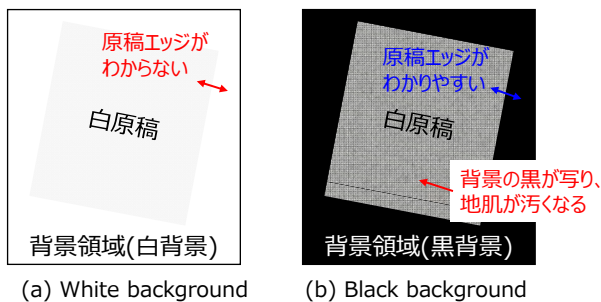 原稿エッジが
わからない
白原稿
背景領域(白背景)
(a) White background
原稿エッジが
わかりやすい
白原稿
背景の黒が写り、
地肌が汚くなる
背景領域(黒背景)
(b) Black background